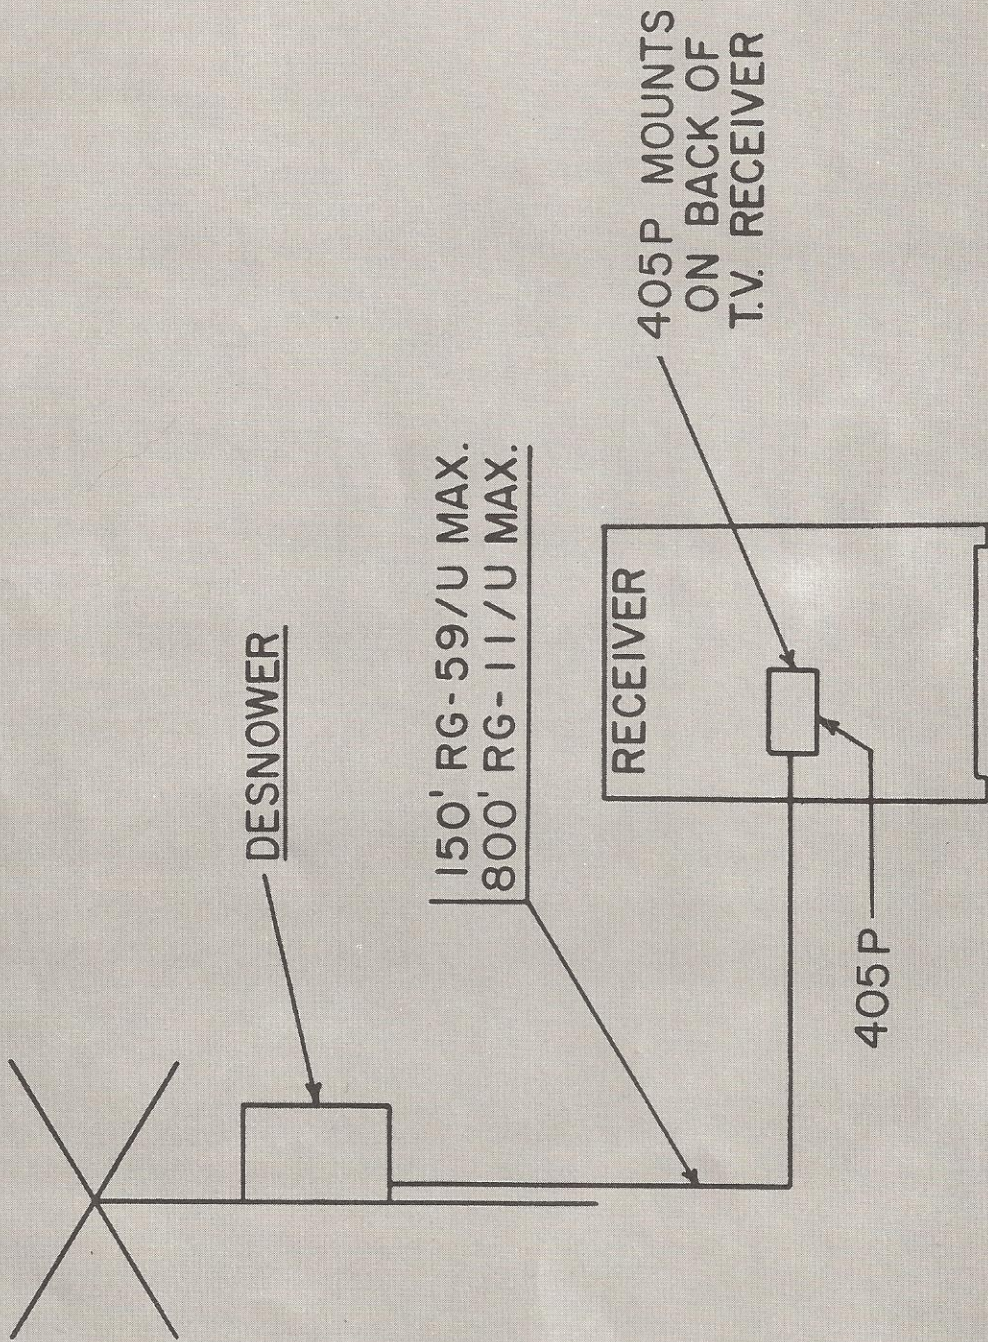 DESNOWER
150' RG-59/U MAX.
800' RG-11/U MAX.
RECEIVER
405P MOUNTS
ON BACK OF
T.V. RECEIVER
405P